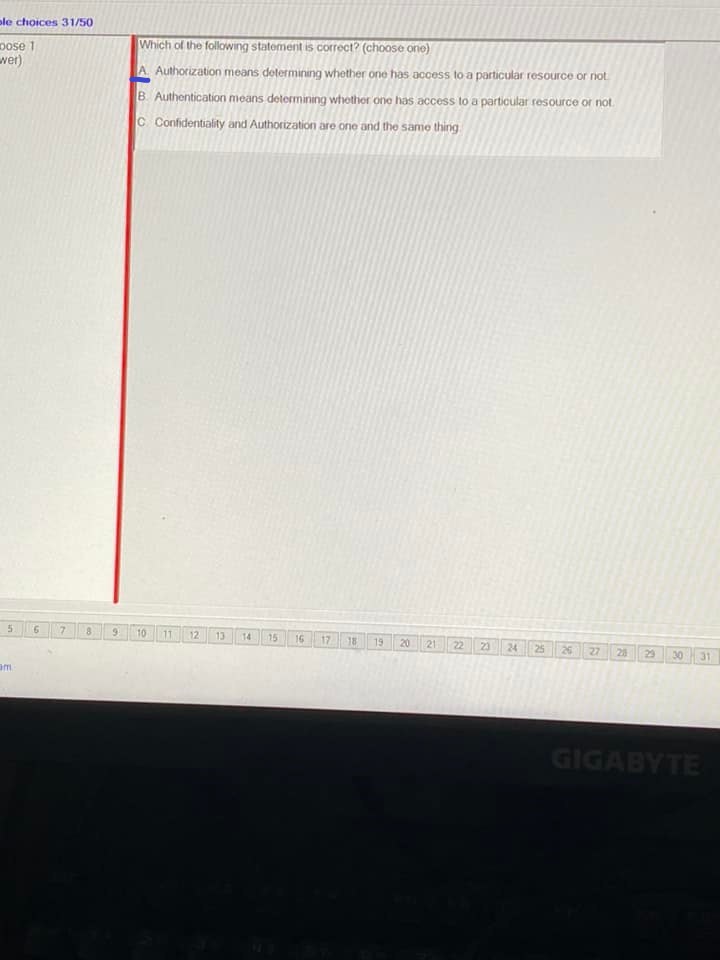 ple choices 31/50
oose 1
wer)
Which of the following statement is correct? (choose one)
A. Authorization means determining whether one has access to a particular resource or not.
B. Authentication means determining whether one has access to a particular resource or not.
C. Confidentiality and Authorization are one and the same thing.
5 6 7 8 9 10 11 12 13 14 15 16 17 18 19 20 21 22 23 24 25 26 27 28 29 30 31
am
GIGABYTE